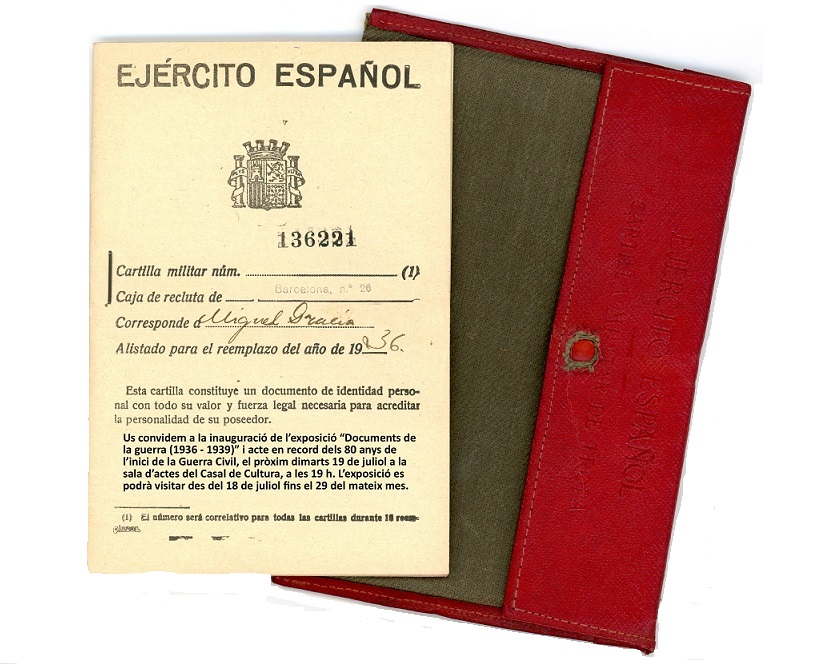 EJÉRCITO ESPAÑOL
136221
Cartilla militar núm. (1)
Caja de recluta de Barcelona, n.º 26
Corresponde á Miguel Gracia
Alistado para el reemplazo del año de 1936.
Esta cartilla constituye un documento de identidad perso-
nal con todo su valor y fuerza legal necesaria para acreditar
la personalidad de su poseedor.
Us convidem a la inauguració de l'exposició “Documents de
la guerra (1936 - 1939)” i acte en record dels 80 anys de
l'inici de la Guerra Civil, el pròxim dimarts 19 de juliol a la
sala d'actes del Casal de Cultura, a les 19 h. L'exposició es
podrà visitar des del 18 de juliol fins el 29 del mateix mes.
(1) El número será correlativo para todas las cartillas durante 18 reem-
plazos.
EJÉRCITO ESPAÑOL